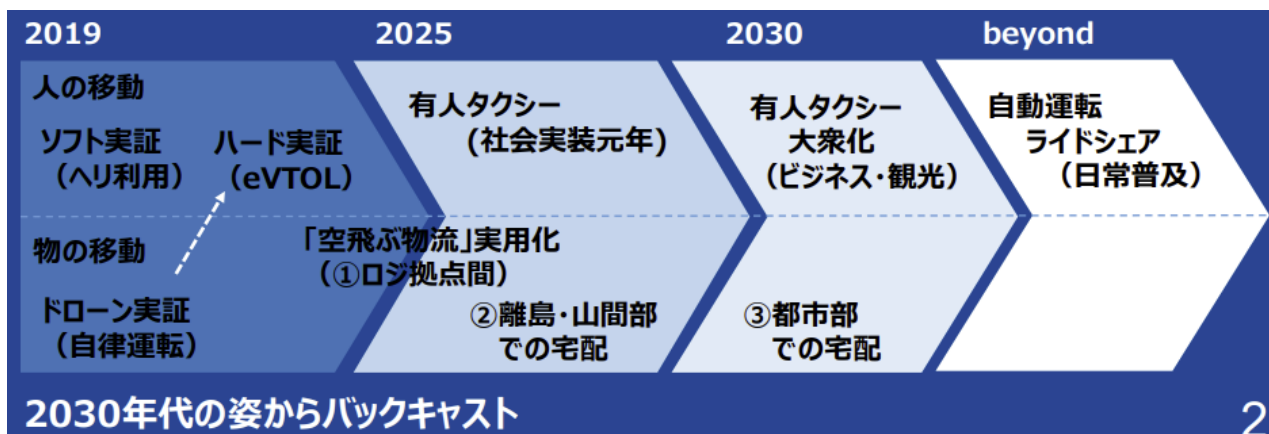 2019
2025
2030
beyond
人の移動
ソフト実証
（ヘリ利用）
ハード実証
（eVTOL）
有人タクシー
(社会実装元年)
有人タクシー
大衆化
（ビジネス・観光）
自動運転
ライドシェア
（日常普及）
物の移動
ドローン実証
（自律運転）
「空飛ぶ物流」実用化
（①ロジ拠点間）
②離島・山間部
での宅配
③都市部
での宅配
2030年代の姿からバックキャスト
2